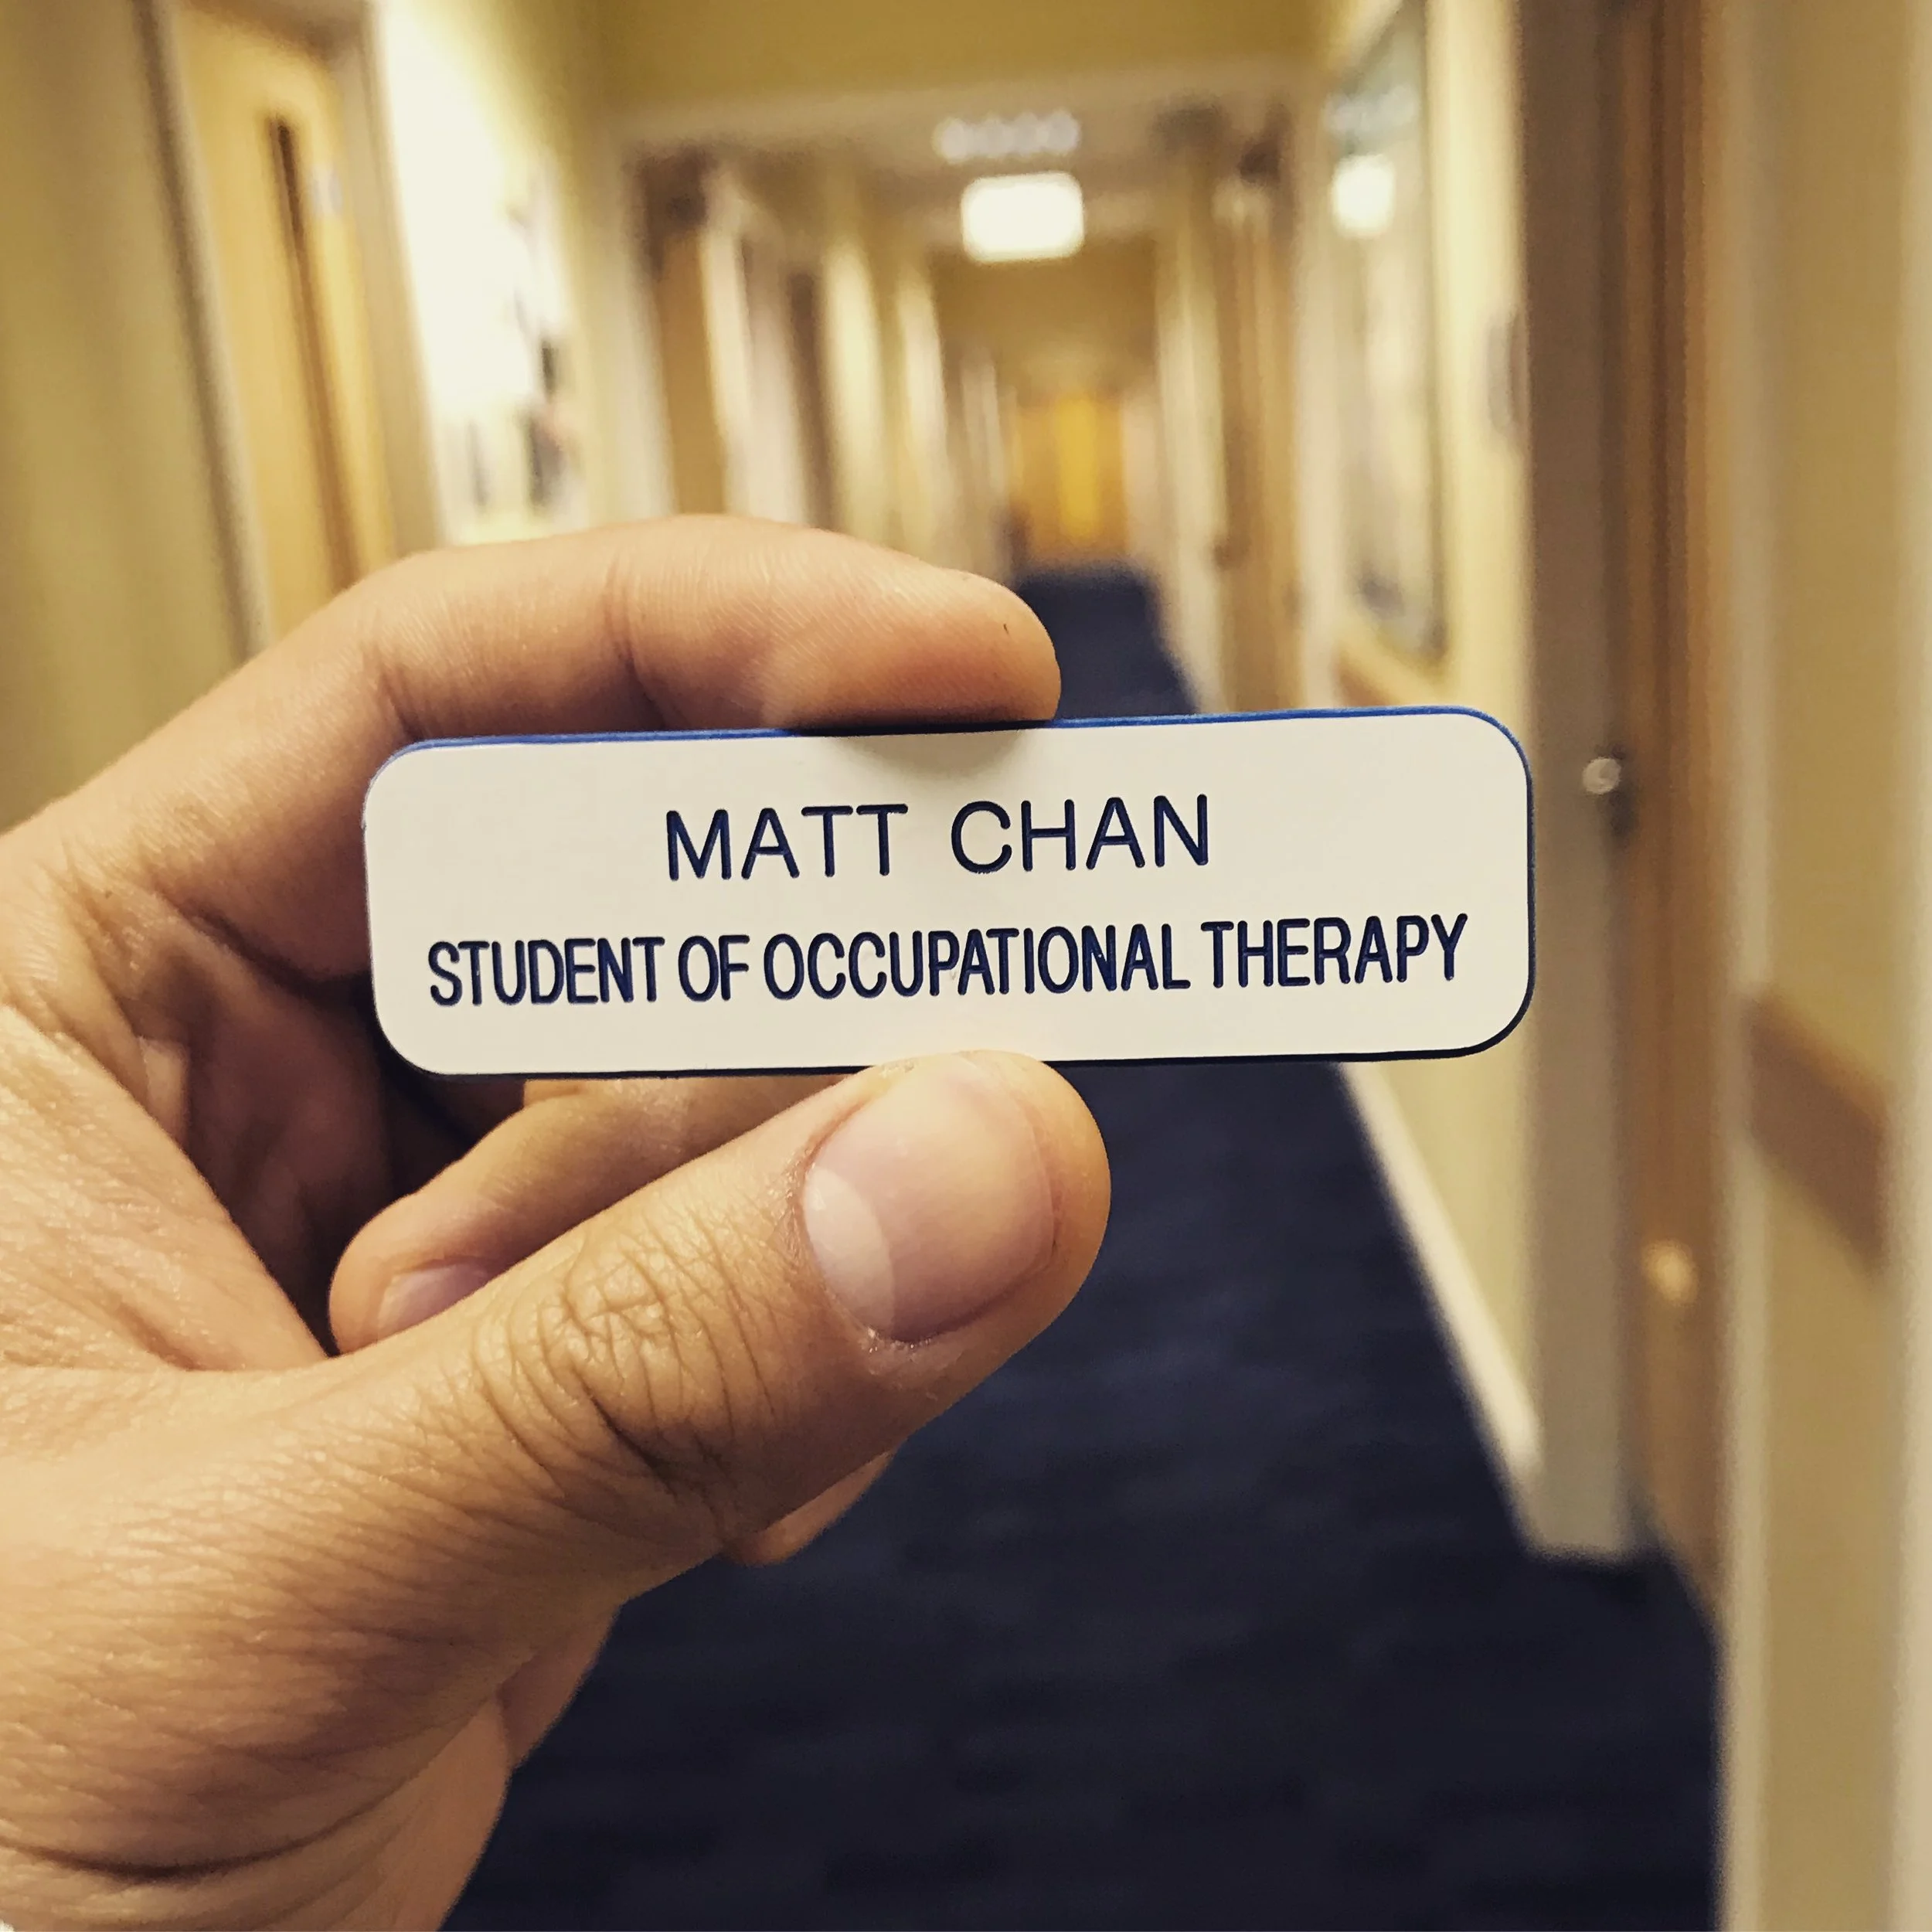 MATT CHAN
STUDENT OF OCCUPATIONAL THERAPY